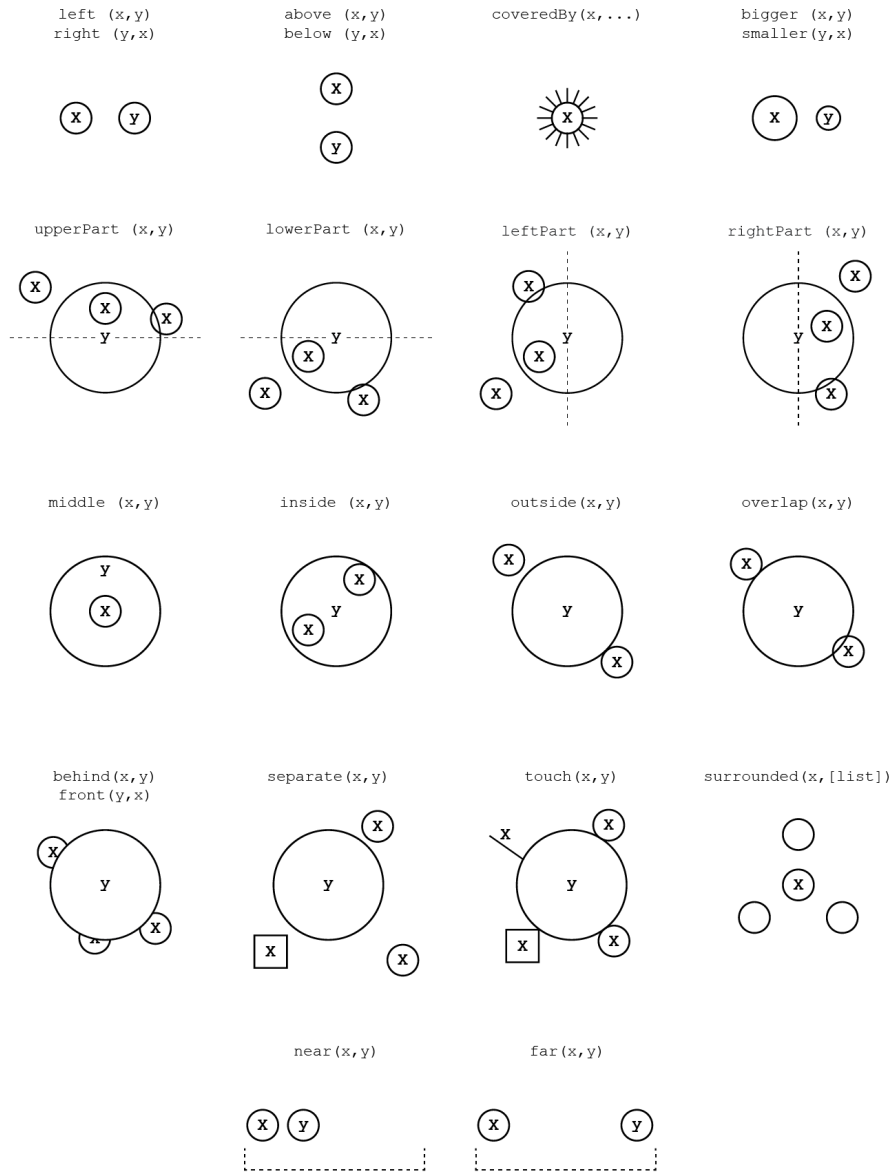 left (x,y)
right (y,x)
above (x,y)
below (y,x)
coveredBy(x,...)
bigger (x,y)
smaller(y,x)
x y
x
y
x
x y
upperPart (x,y)
lowerPart (x,y)
leftPart (x,y)
rightPart (x,y)
x
x
x
y
y
x
x
x
x
y
x
x
x
y
x
x
middle (x,y)
inside (x,y)
outside(x,y)
overlap(x,y)
y
x
x
y
x
x
y
x
x
y
x
behind(x,y)
front(y,x)
separate(x,y)
touch(x,y)
surrounded(x,[list])
x
y
x
x
x
y
x
x
x
x
y
x
x
x
near(x,y)
far(x,y)
x y
x y